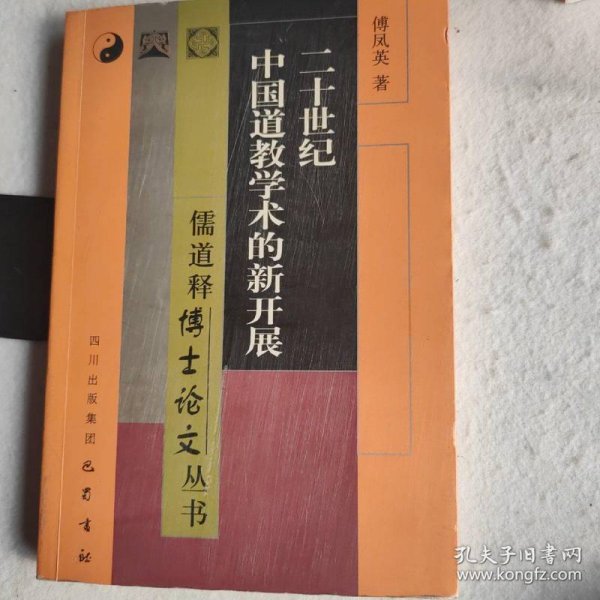 傅凤英 著
二十世纪
中国道教学术的新开展
儒道释博士论文丛书
四川出版集团 巴蜀书社
孔夫子旧书网
www.kongfz.com